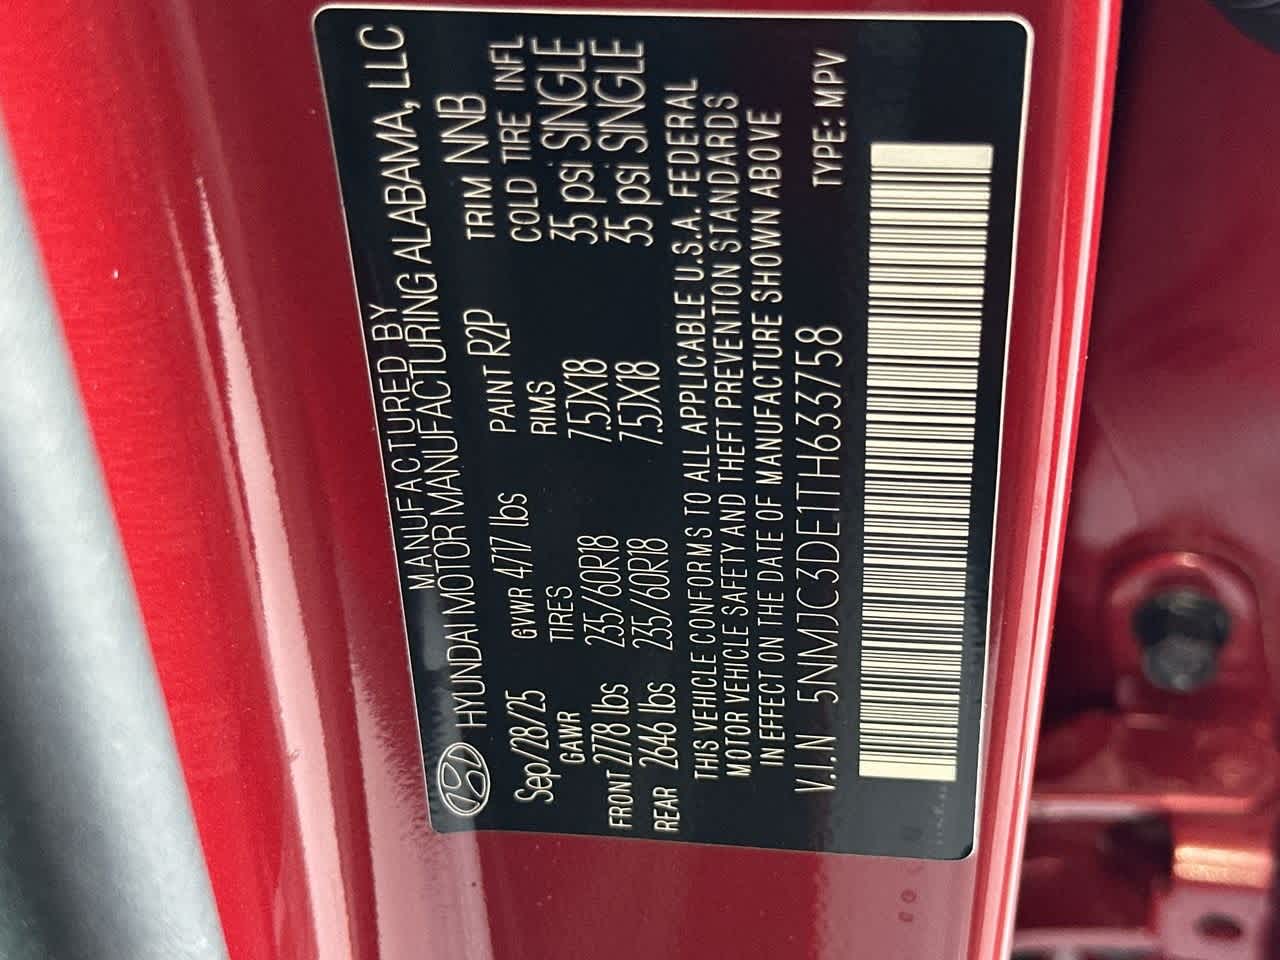 MANUFACTURED BY
HYUNDAI MOTOR MANUFACTURING ALABAMA, LLC
Sep/28/25 GVWR 4717 lbs PAINT R2P TRIM NNB
GAWR TIRES RIMS COLD TIRE INFL
FRONT 2778 lbs 235/60R18 7.5JX18 35 psi SINGLE
REAR 2646 lbs 235/60R18 7.5JX18 35 psi SINGLE
THIS VEHICLE CONFORMS TO ALL APPLICABLE U.S.A. FEDERAL
MOTOR VEHICLE SAFETY AND THEFT PREVENTION STANDARDS
IN EFFECT ON THE DATE OF MANUFACTURE SHOWN ABOVE
V.I.N 5NMJC3DE1TH633758 TYPE: MPV